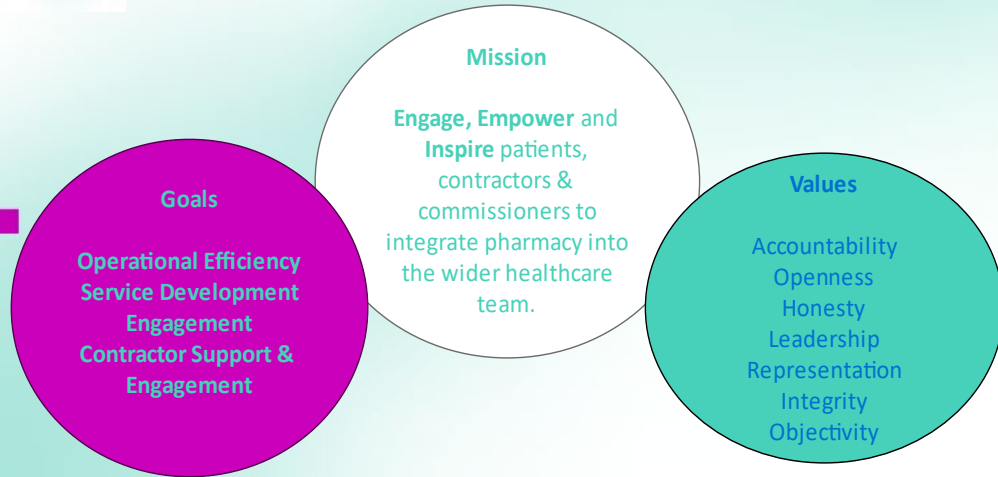 Mission
Engage, Empower and
Inspire patients,
contractors &
commissioners to
integrate pharmacy into
the wider healthcare
team.
Goals
Operational Efficiency
Service Development
Engagement
Contractor Support &
Engagement
Values
Accountability
Openness
Honesty
Leadership
Representation
Integrity
Objectivity